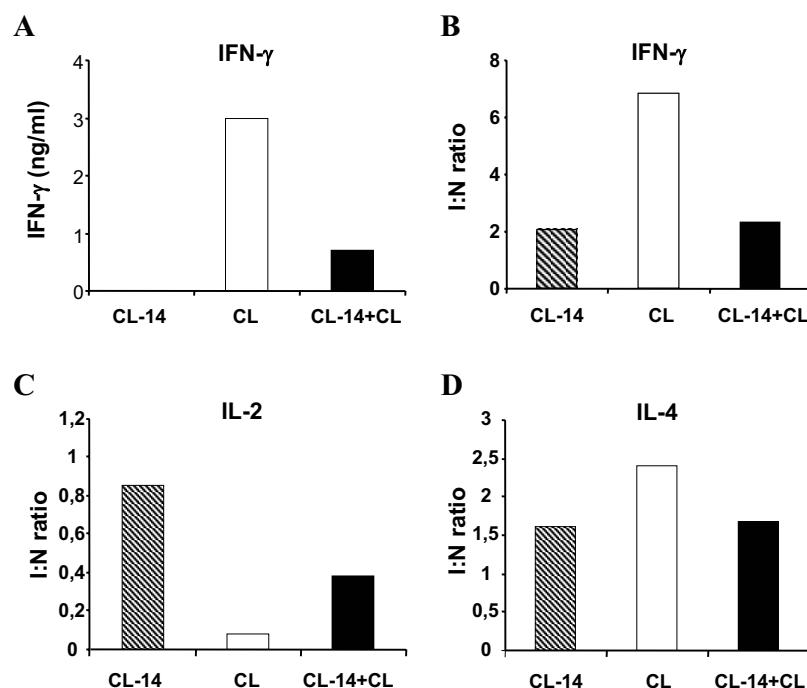 A
IFN-γ
IFN-γ (ng/ml)
4
3
2
1
0
CL-14 CL CL-14+CL
B
IFN-γ
I:N ratio
8
6
4
2
0
CL-14 CL CL-14+CL
C
IL-2
I:N ratio
1,2
1
0,8
0,6
0,4
0,2
0
CL-14 CL CL-14+CL
D
IL-4
I:N ratio
3
2,5
2
1,5
1
0,5
0
CL-14 CL CL-14+CL